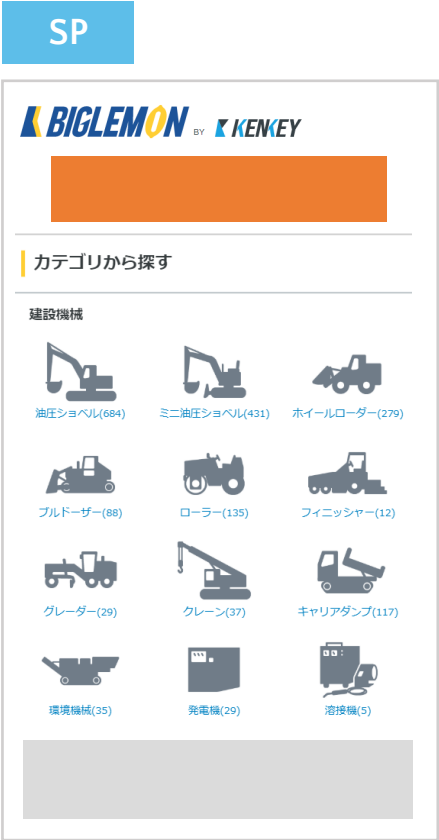 SP
BIGLEMON BY KENKEY
カテゴリから探す
建設機械
油圧ショベル(684) ミニ油圧ショベル(431) ホイールローダー(279)
ブルドーザー(88) ローラー(135) フィニッシャー(12)
グレーダー(29) クレーン(37) キャリアダンプ(117)
環境機械(35) 発電機(29) 溶接機(5)